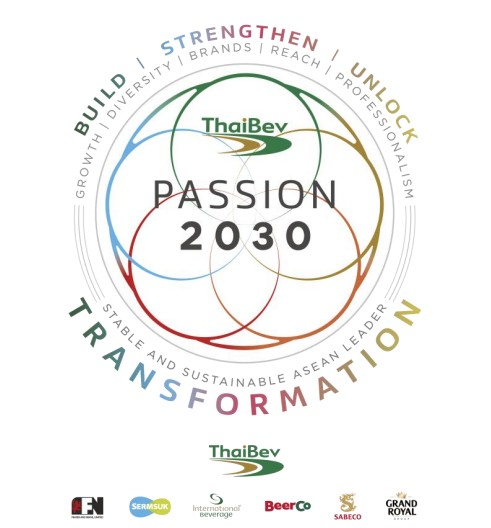 BUILD | STRENGTHEN | UNLOCK
GROWTH | DIVERSITY | BRANDS | REACH | PROFESSIONALISM
ThaiBev
PASSION
2030
STABLE AND SUSTAINABLE ASEAN LEADER
TRANSFORMATION
ThaiBev
F&N
SERMSUK
International
Beverage
BeerCo
SABECO
GRAND
ROYAL